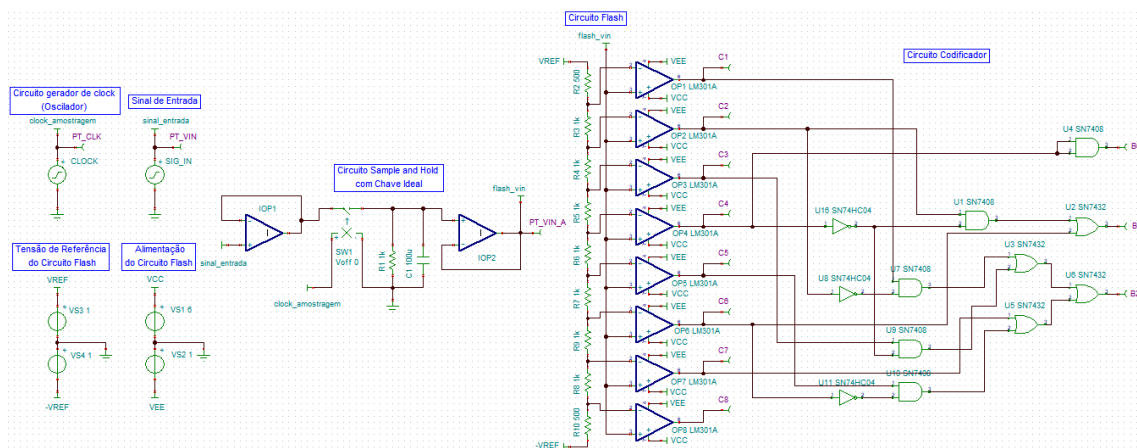 Circuito gerador de clock
(Oscilador)
clock_amostragem
PT_CLK
CLOCK
Sinal de Entrada
sinal_entrada
PT_VIN
SIG_IN
Tensão de Referência
do Circuito Flash
VREF
VS3 1
VS4 1
-VREF
Alimentação
do Circuito Flash
VCC
VS1 6
VS2 1
VEE
IOP1
sinal_entrada
Circuito Sample and Hold
com Chave Ideal
SW1
Voff 0
clock_amostragem
R1 1k
C1 100u
IOP2
flash_vin
PT_VIN_A
Circuito Flash
flash_vin
VREF
R2 500
R3 1k
R4 1k
R5 1k
R6 1k
R7 1k
R9 1k
R8 1k
R10 500
-VREF
VEE
C1
OP1 LM301A
VCC
VEE
C2
OP2 LM301A
VCC
VEE
C3
OP3 LM301A
VCC
VEE
C4
OP4 LM301A
VCC
VEE
C5
OP5 LM301A
VCC
VEE
C6
OP6 LM301A
VCC
VEE
C7
OP7 LM301A
VCC
VEE
C8
OP8 LM301A
VCC
Circuito Codificador
U4 SN7408
U1 SN7408
U2 SN7432
U16 SN74HC04
U3 SN7432
U7 SN7408
U8 SN74HC04
U6 SN7432
U5 SN7432
U9 SN7408
U10 SN7408
U11 SN74HC04